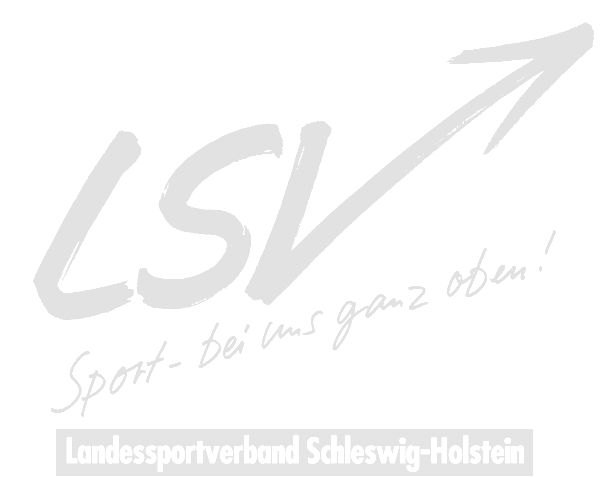 LSV
Sport - bei uns ganz oben!
Landessportverband Schleswig-Holstein